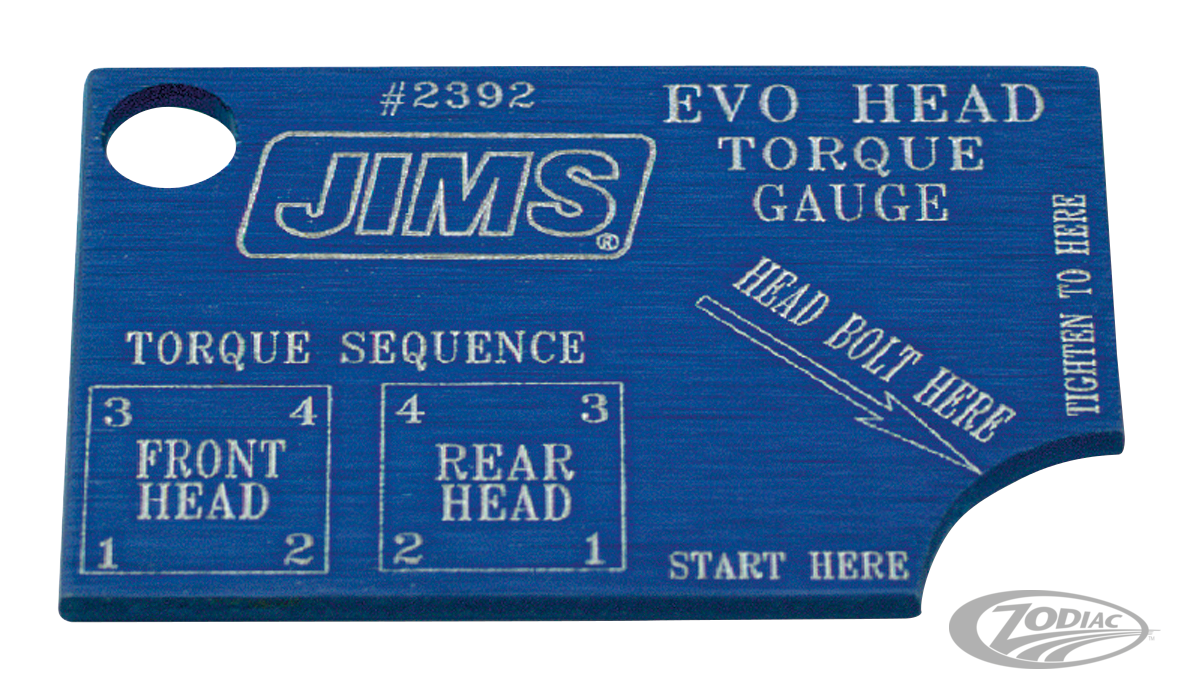 #2392
JIMS®
EVO HEAD
TORQUE
GAUGE
TIGHTEN TO HERE
HEAD BOLT HERE
START HERE
TORQUE SEQUENCE
3 4
FRONT
HEAD
1 2
4 3
REAR
HEAD
2 1
ZODIAC™